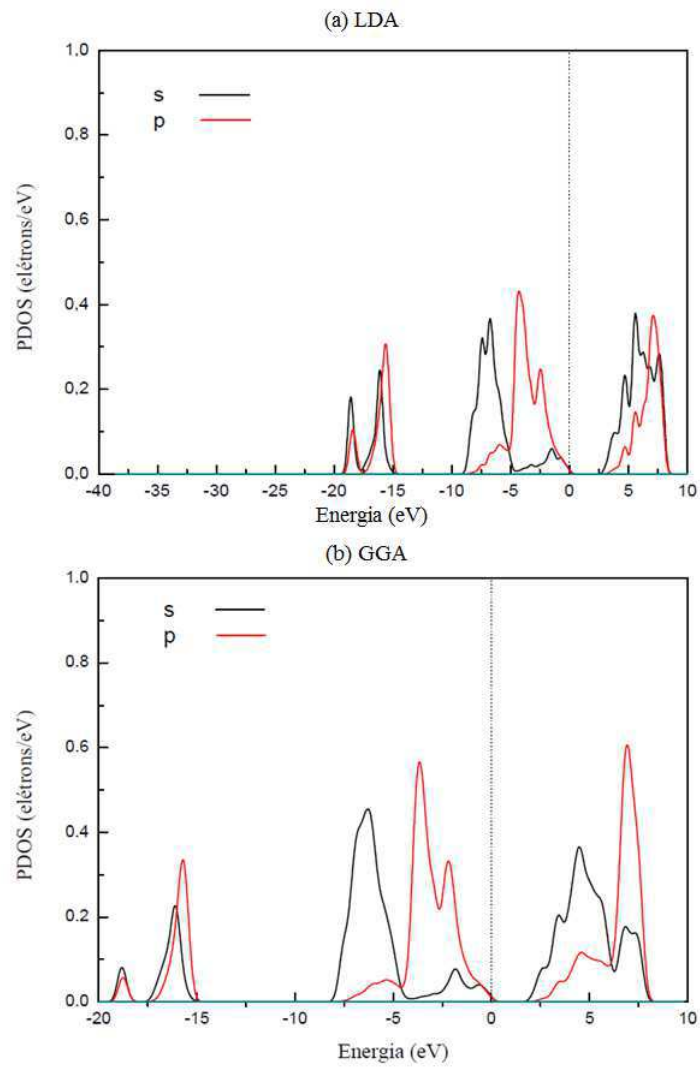 (a) LDA
1,0
0,8
0,6
0,4
0,2
0,0
s
p
PDOS (elétrons/eV)
-40 -35 -30 -25 -20 -15 -10 -5 0 5 10
Energia (eV)
(b) GGA
1.0
0.8
0.6
0.4
0.2
0.0
s
p
PDOS (elétrons/eV)
-20 -15 -10 -5 0 5 10
Energia (eV)